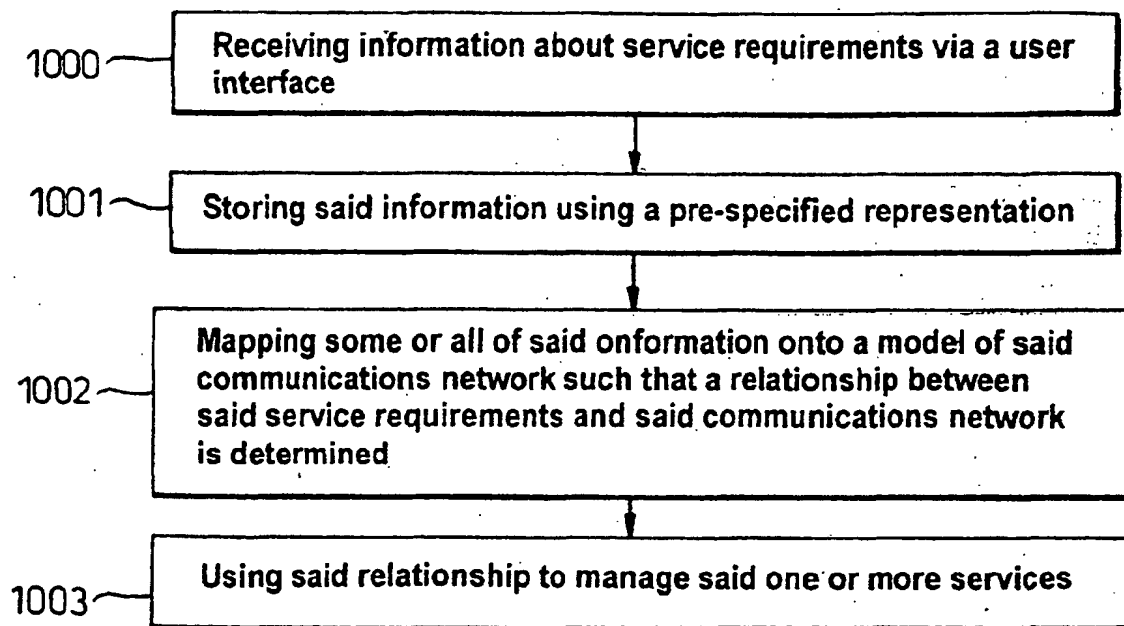 1000
Receiving information about service requirements via a user
interface
1001
Storing said information using a pre-specified representation
1002
Mapping some or all of said onformation onto a model of said
communications network such that a relationship between
said service requirements and said communications network
is determined
1003
Using said relationship to manage said one or more services